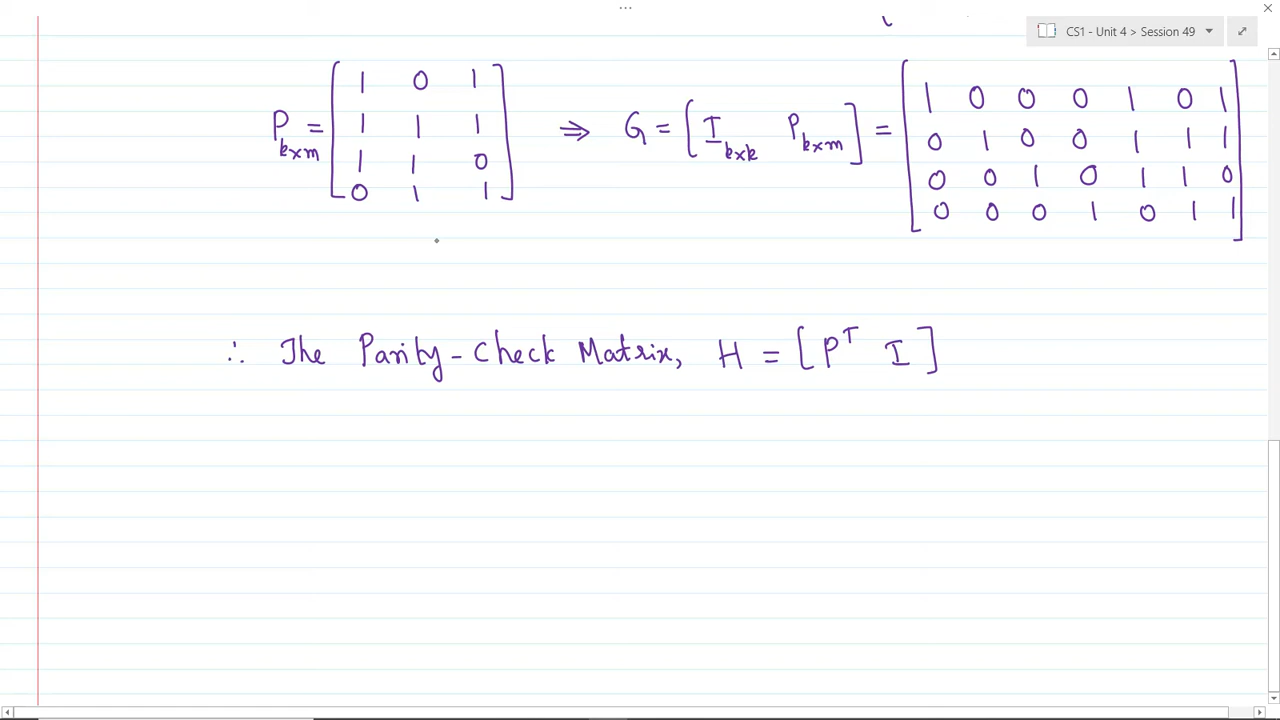 CS1 - Unit 4 > Session 49
P k×m = [ 1 0 1 ⇒ G = [ I k×k P k×m ] = [ 1 0 0 0 1 0 1
1 1 1 0 1 0 0 1 1 1
1 1 0 0 0 1 0 1 1 0
0 1 1 ] 0 0 0 1 0 1 1 ]
∴ The Parity-Check Matrix, H = [ P^T I ]